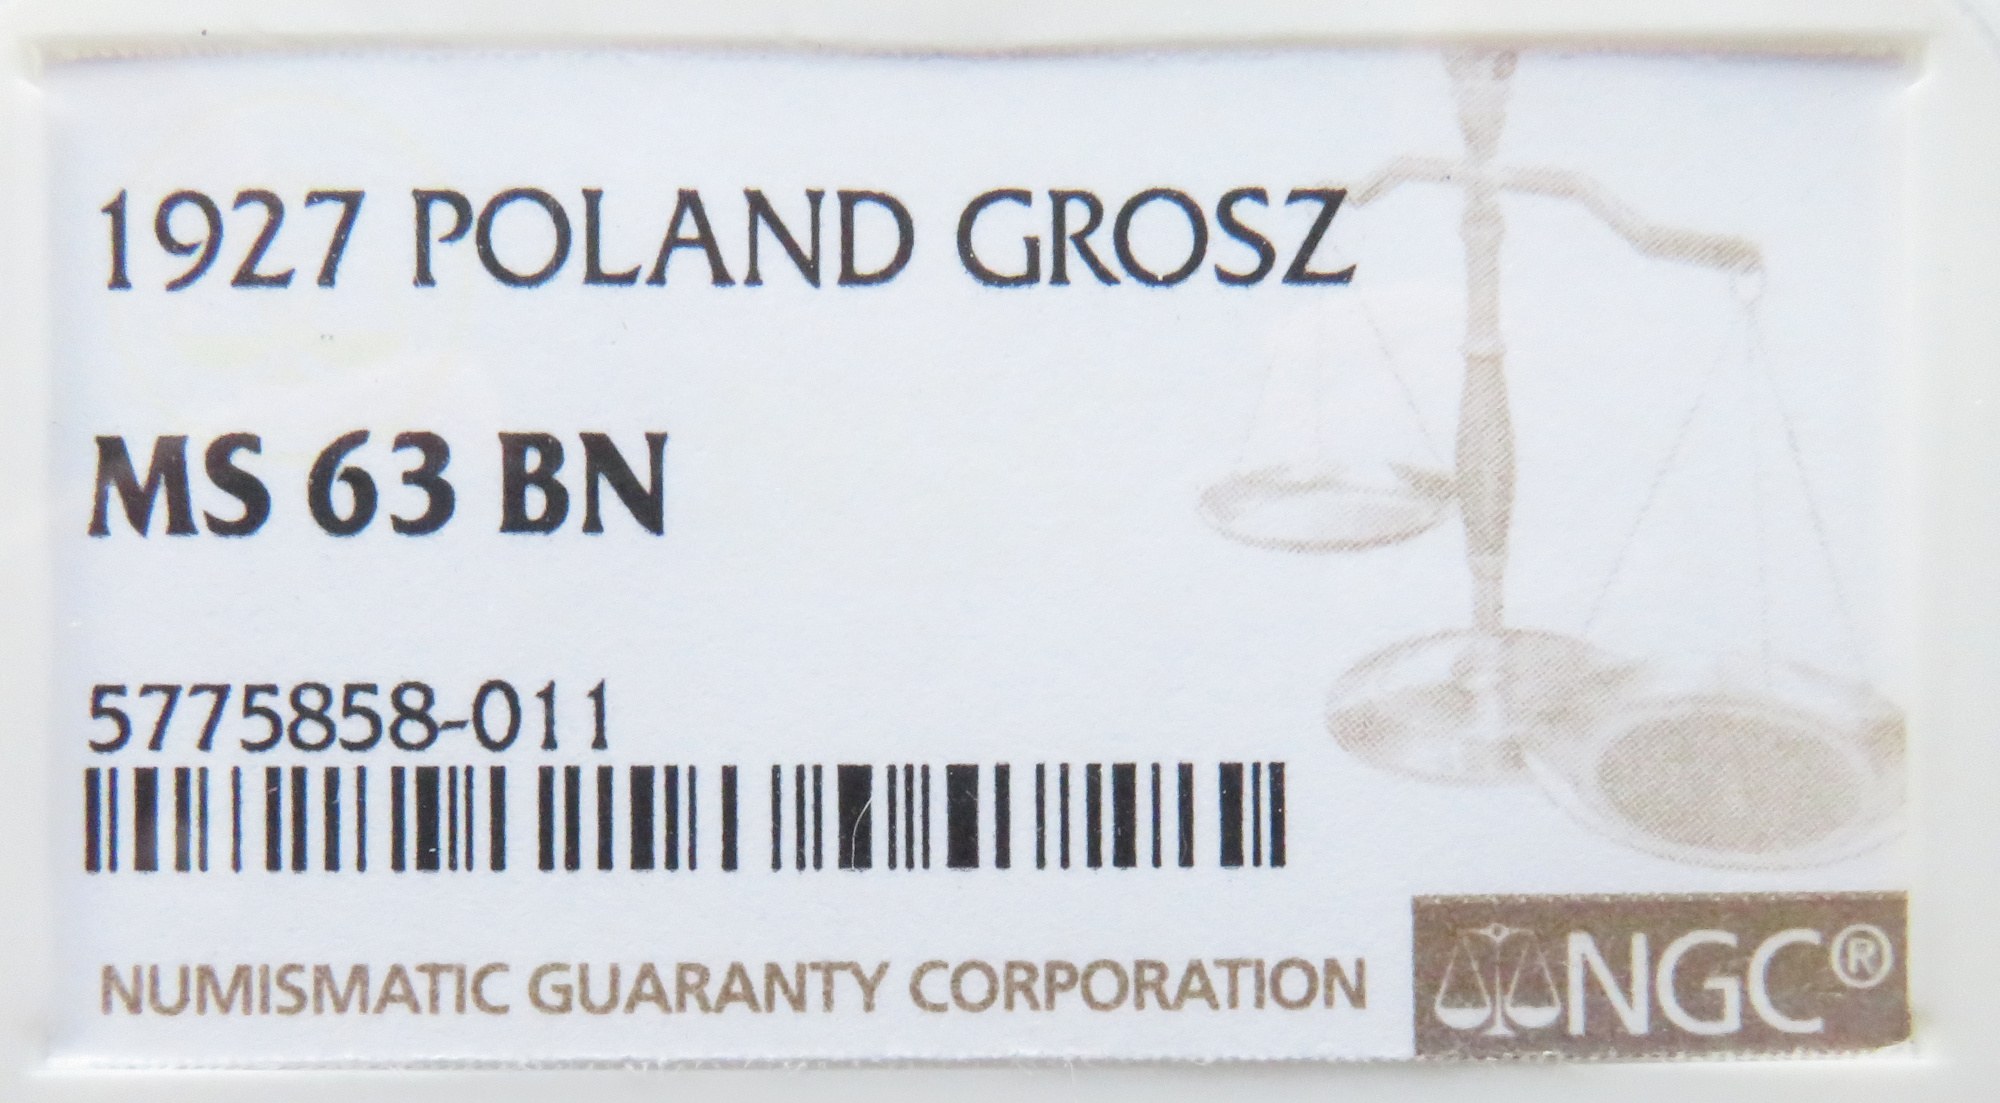 1927 POLAND GROSZ
MS 63 BN
5775858-011
NUMISMATIC GUARANTY CORPORATION
NGC®